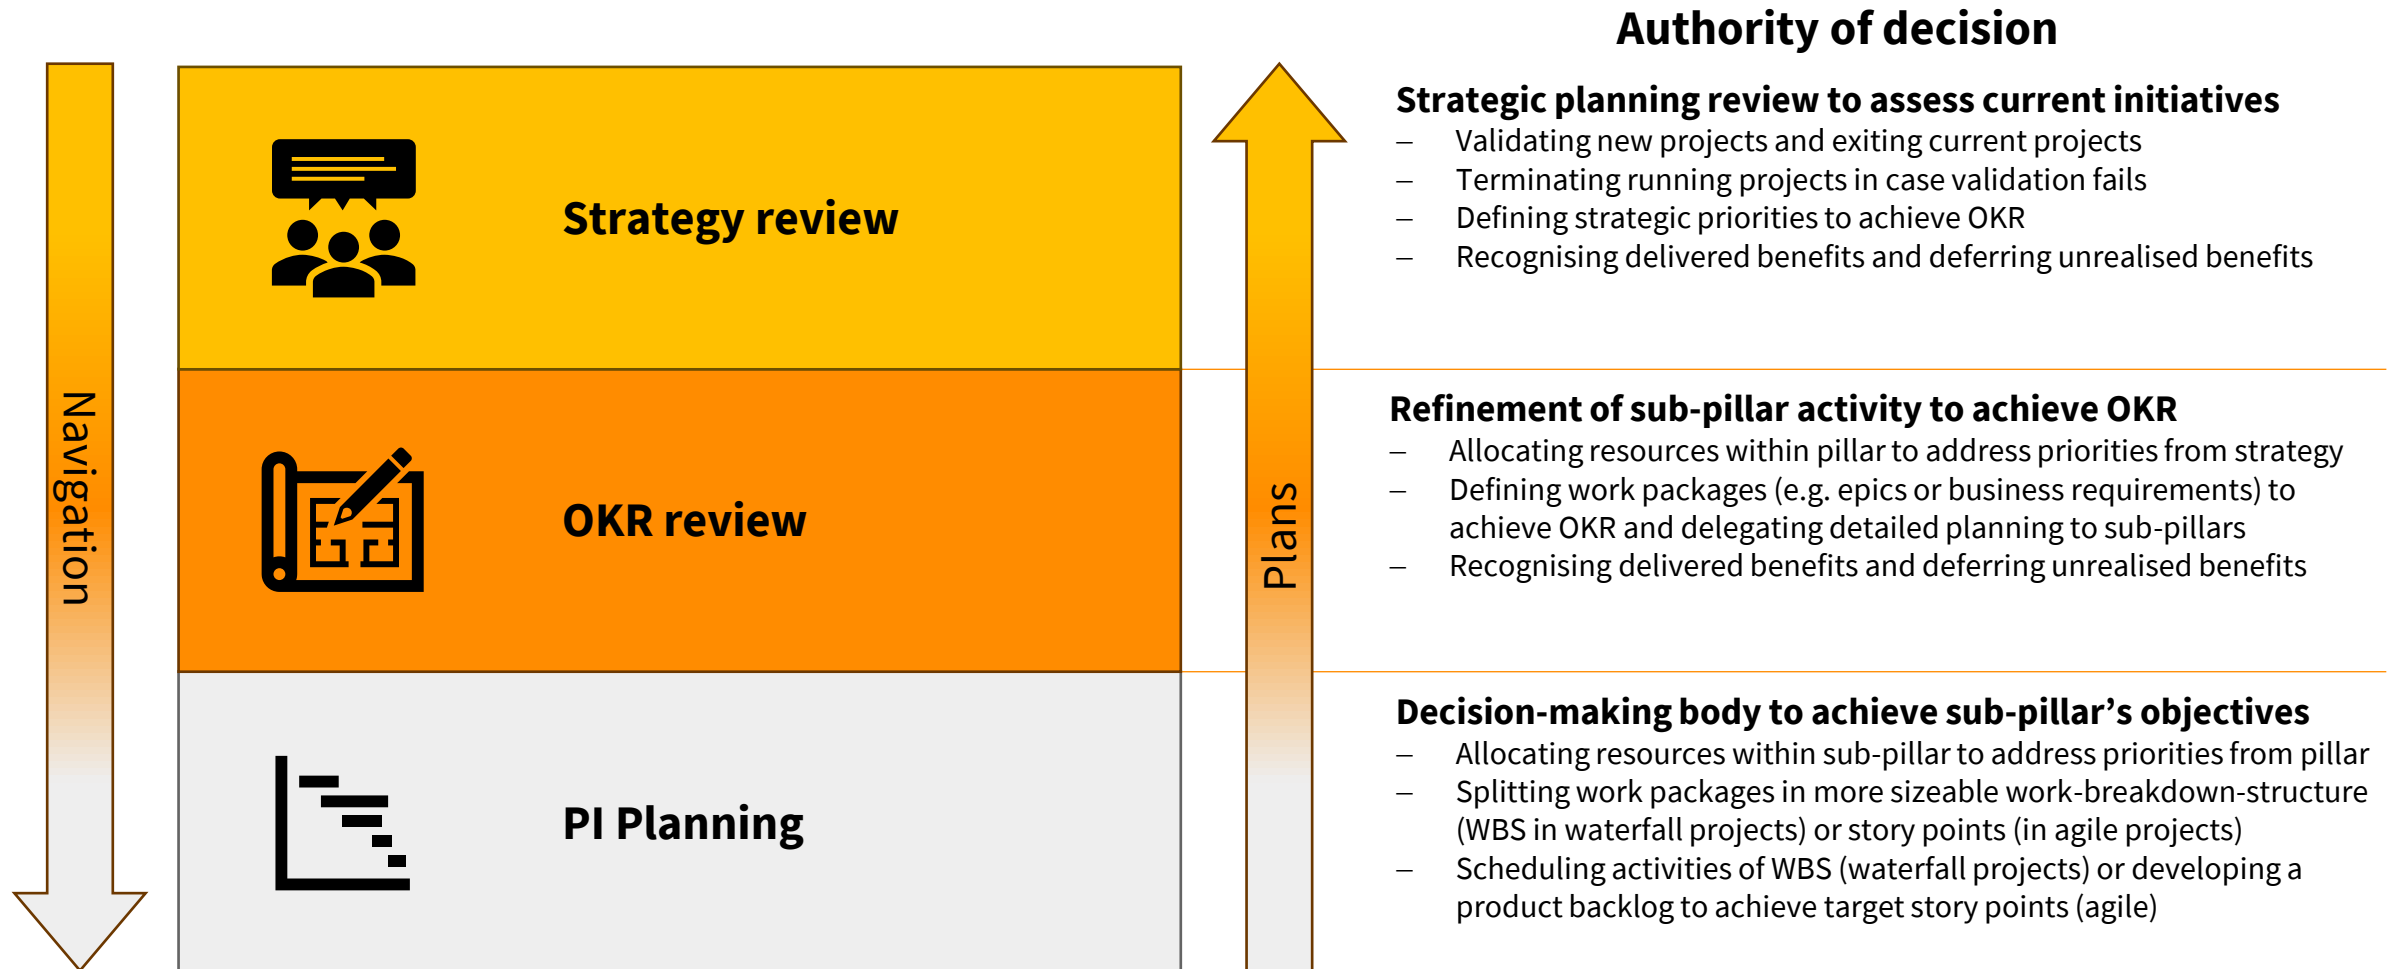 Authority of decision
Navigation
Strategy review
Plans
Strategic planning review to assess current initiatives
– Validating new projects and exiting current projects
– Terminating running projects in case validation fails
– Defining strategic priorities to achieve OKR
– Recognising delivered benefits and deferring unrealised benefits
OKR review
Refinement of sub-pillar activity to achieve OKR
– Allocating resources within pillar to address priorities from strategy
– Defining work packages (e.g. epics or business requirements) to
achieve OKR and delegating detailed planning to sub-pillars
– Recognising delivered benefits and deferring unrealised benefits
PI Planning
Decision-making body to achieve sub-pillar’s objectives
– Allocating resources within sub-pillar to address priorities from pillar
– Splitting work packages in more sizeable work-breakdown-structure
(WBS in waterfall projects) or story points (in agile projects)
– Scheduling activities of WBS (waterfall projects) or developing a
product backlog to achieve target story points (agile)